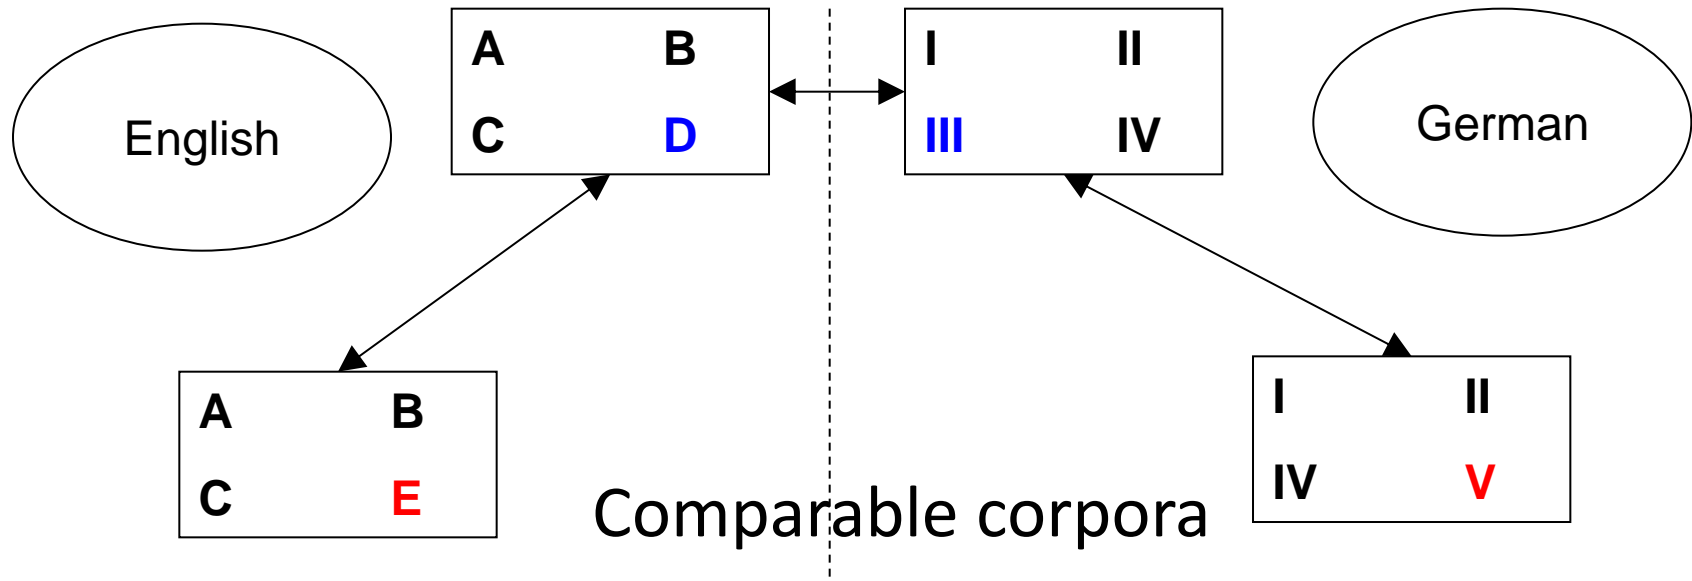 English
A B
C D
I II
III IV
German
A B
C E
Comparable corpora
I II
IV V